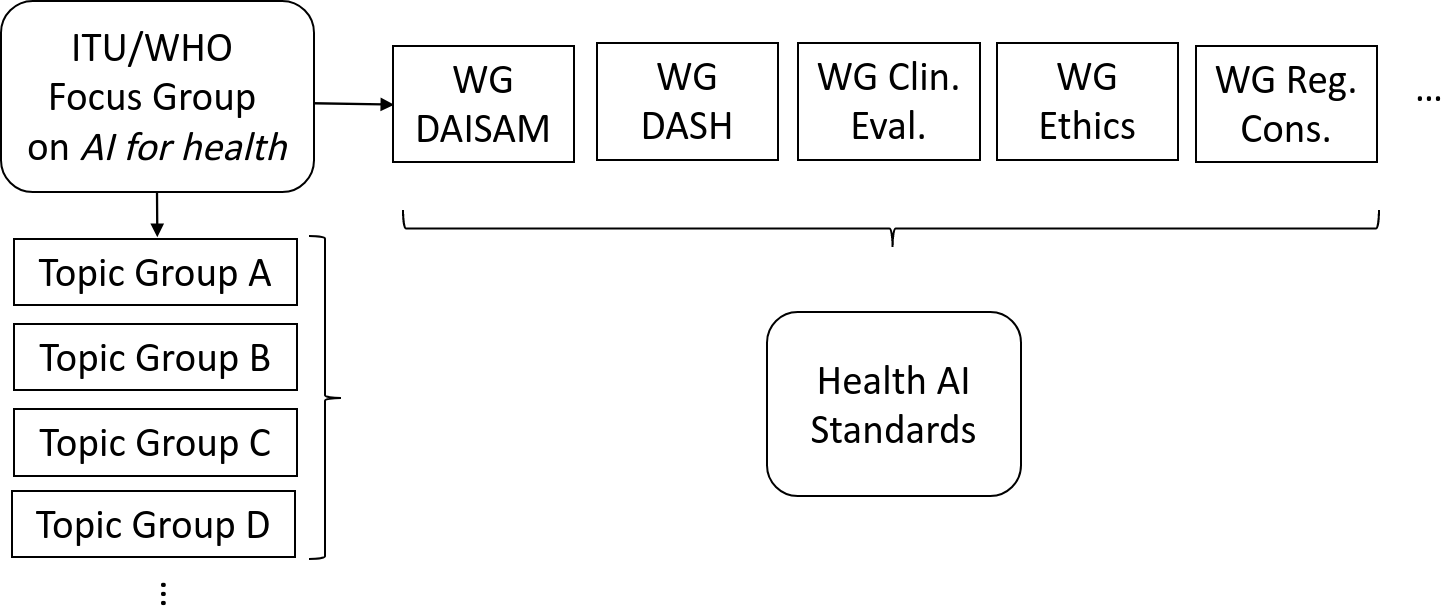 ITU/WHO
Focus Group
on AI for health
WG
DAISAM
WG
DASH
WG Clin.
Eval.
WG
Ethics
WG Reg.
Cons.
...
Topic Group A
Topic Group B
Topic Group C
Topic Group D
...
Health AI
Standards